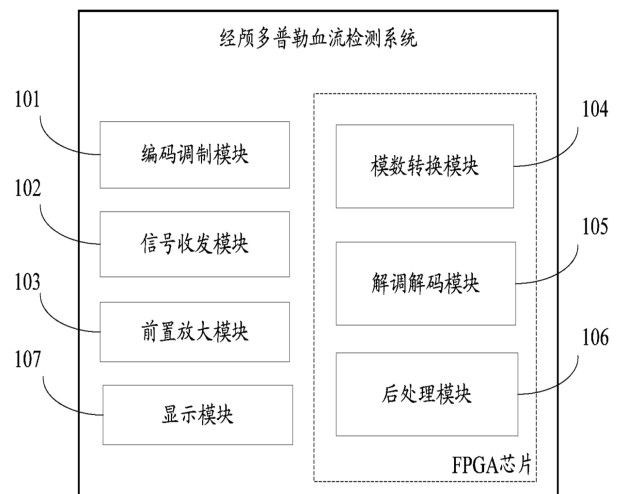 经颅多普勒血流检测系统
101
编码调制模块
102
信号收发模块
103
前置放大模块
107
显示模块
104
模数转换模块
105
解调解码模块
106
后处理模块
FPGA芯片